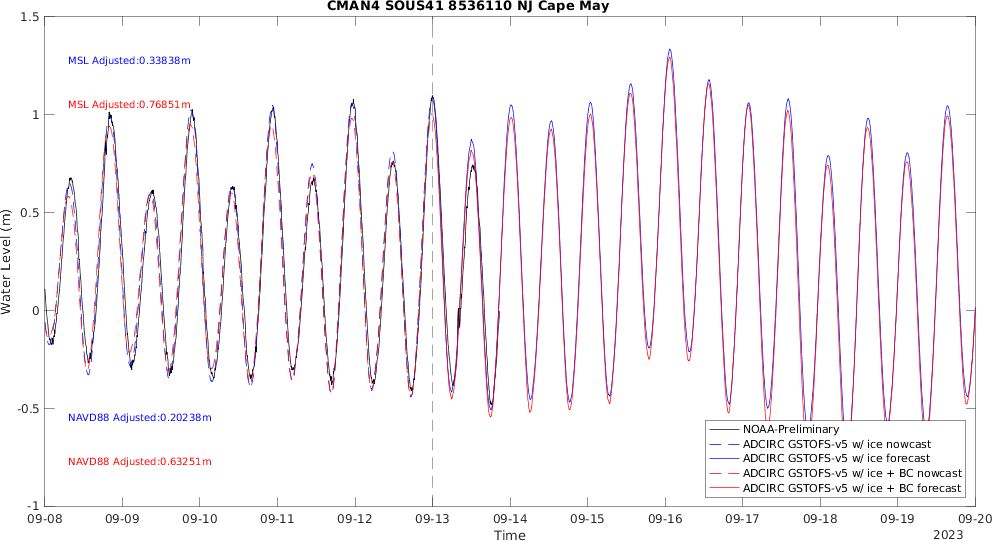 CMAN4 SOUS41 8536110 NJ Cape May
1.5
1
0.5
0
-0.5
-1
Water Level (m)
MSL Adjusted:0.33838m
MSL Adjusted:0.76851m
NAVD88 Adjusted:0.20238m
NAVD88 Adjusted:0.63251m
NOAA-Preliminary
ADCIRC GSTOFS-v5 w/ ice nowcast
ADCIRC GSTOFS-v5 w/ ice forecast
ADCIRC GSTOFS-v5 w/ ice + BC nowcast
ADCIRC GSTOFS-v5 w/ ice + BC forecast
09-08 09-09 09-10 09-11 09-12 09-13 09-14 09-15 09-16 09-17 09-18 09-19 09-20
Time
2023